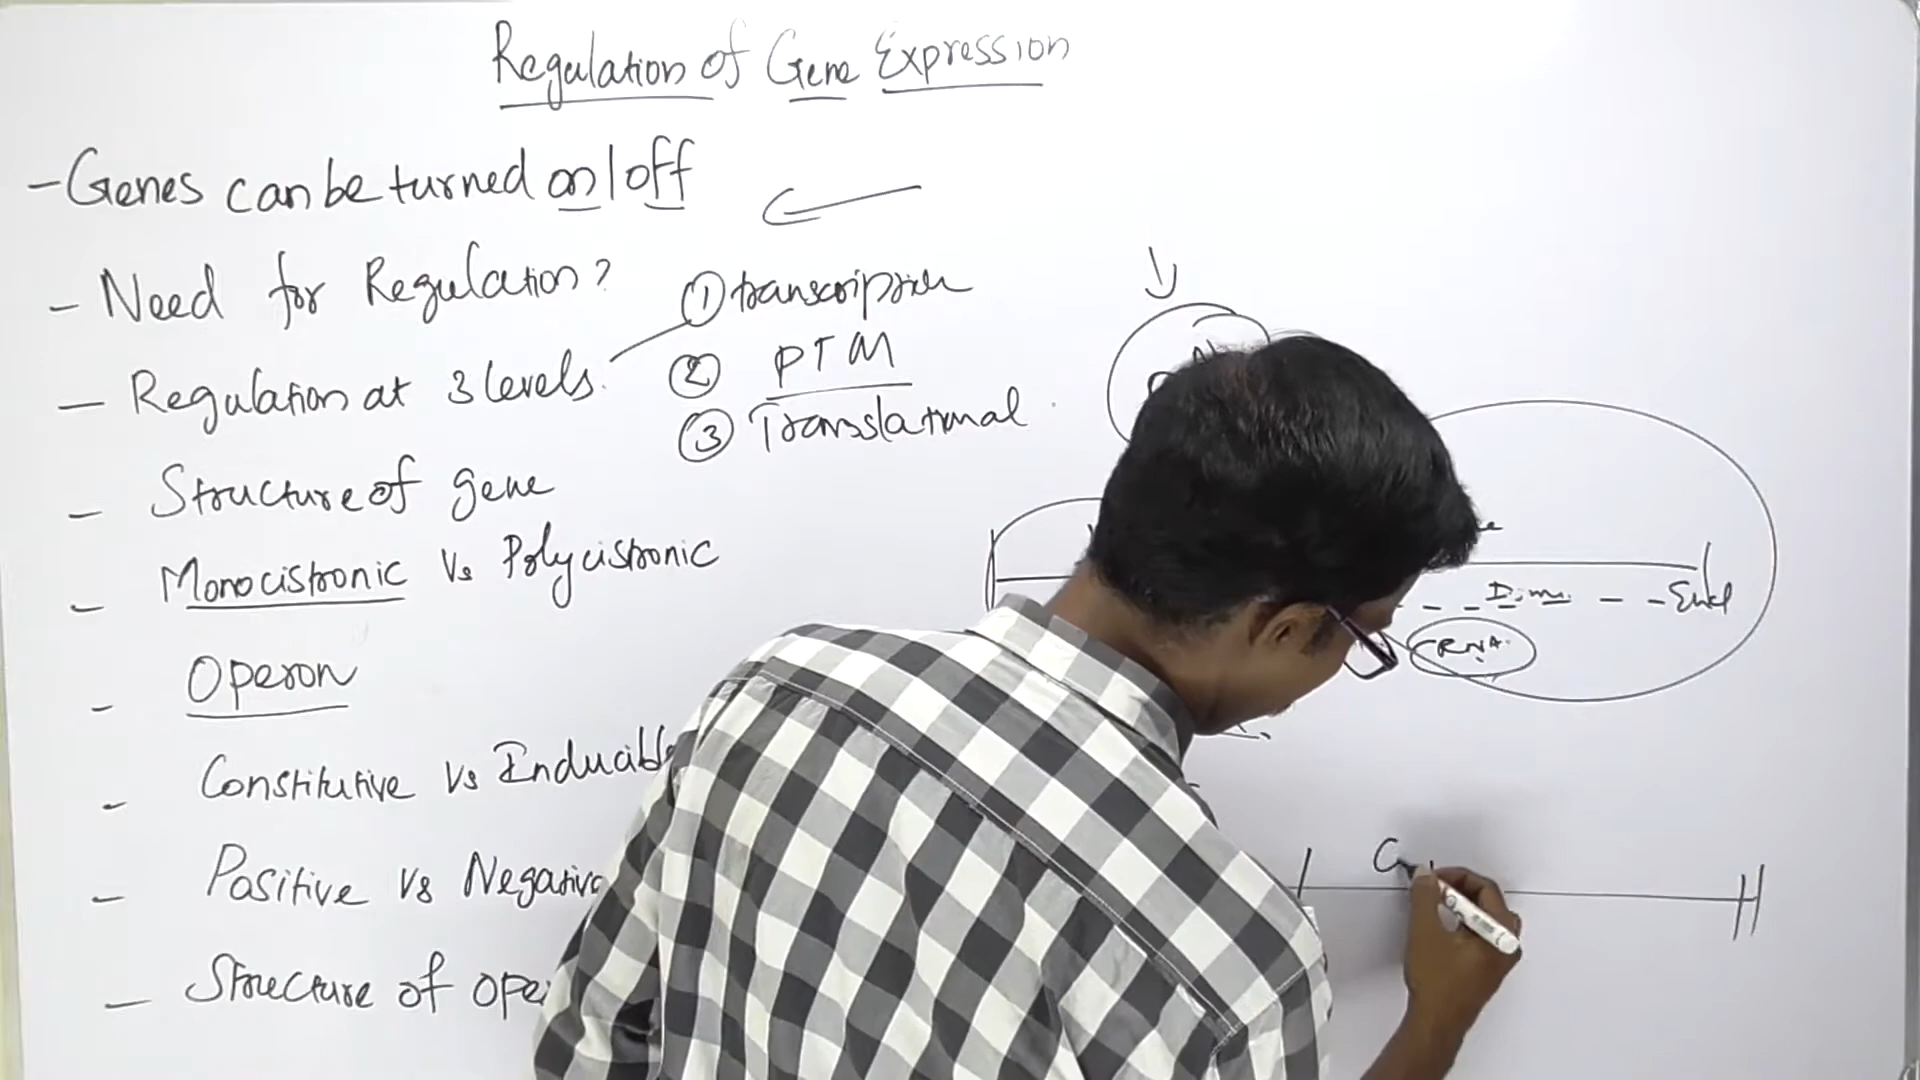 Regulation of Gene Expression
- Genes can be turned on/off
- Need for Regulation?
- Regulation at 3 levels.
① transcription
② PTM
③ Translational
- Structure of gene
- Monocistronic Vs Polycistronic
- Operon
- Constitutive Vs Inducible
- Positive Vs Negative
- Structure of ope
RNA
G